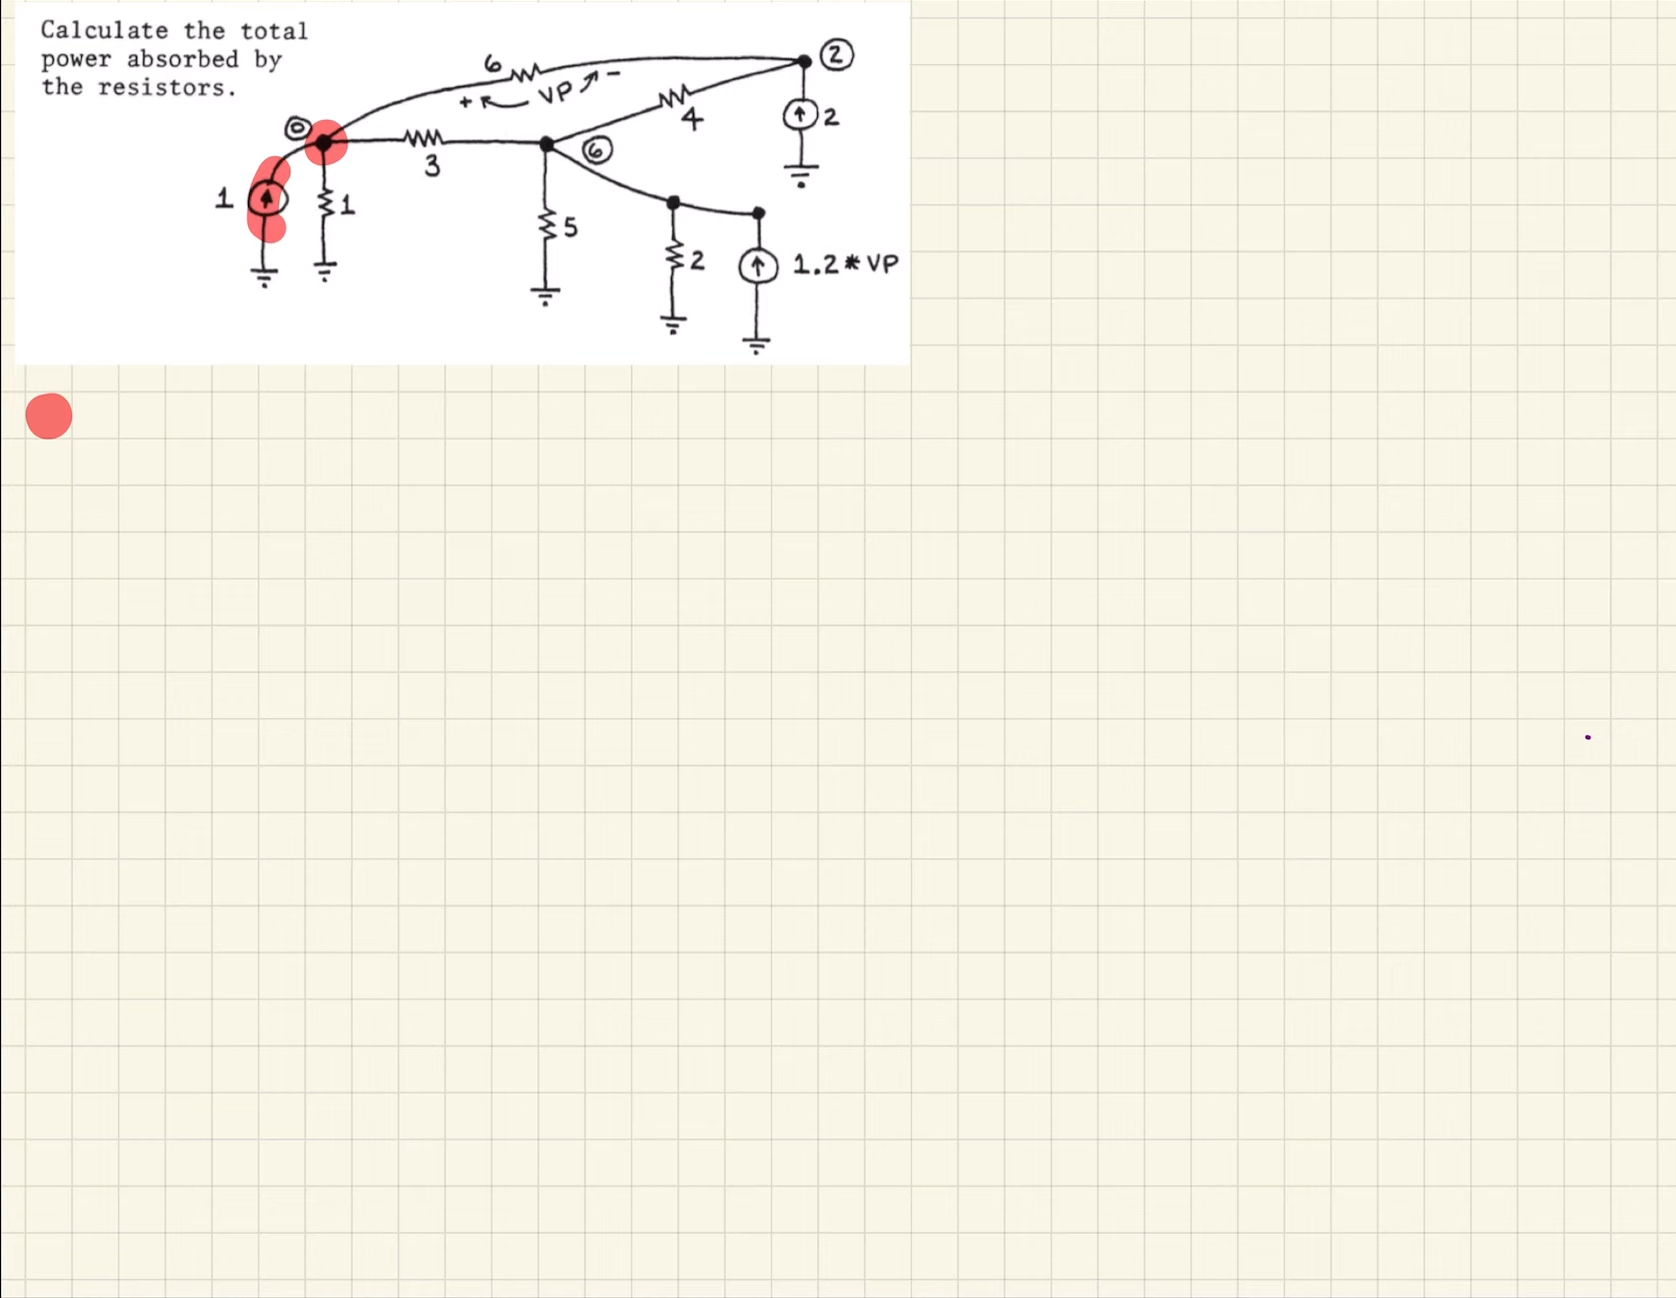 Calculate the total
power absorbed by
the resistors.
6
+ VP -
2
4
2
0
3
6
1
1
5
2
1.2*VP